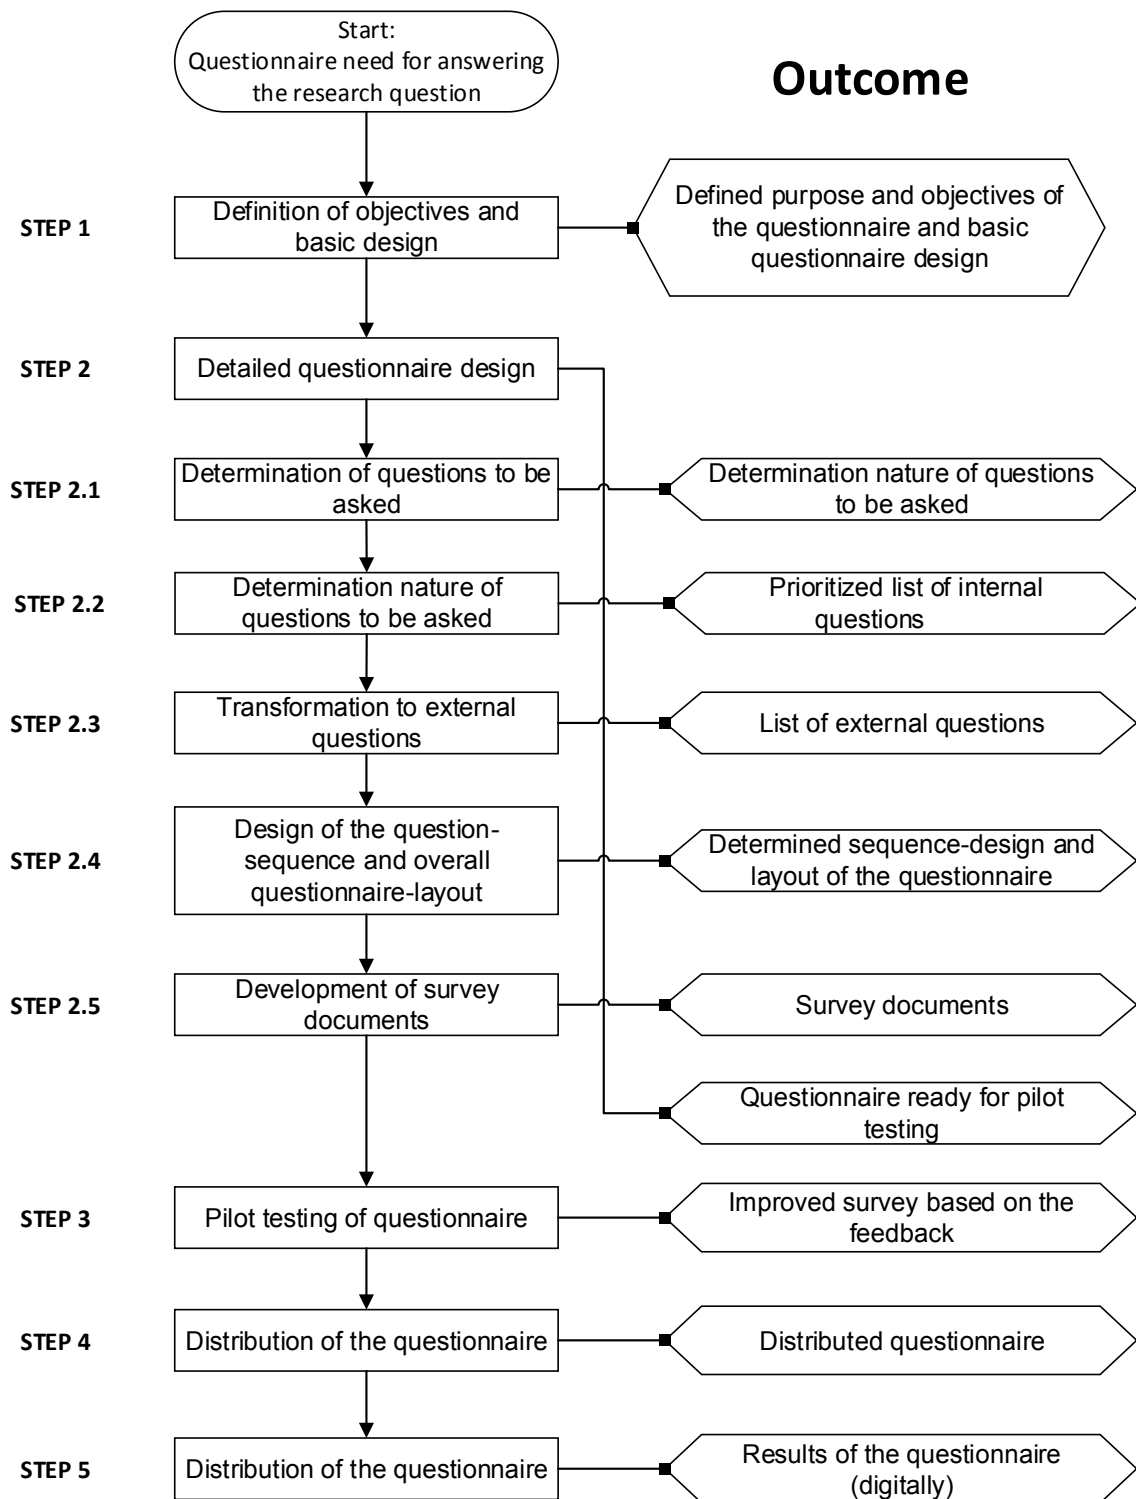 Start:
Questionnaire need for answering
the research question
Outcome
STEP 1
Definition of objectives and
basic design
Defined purpose and objectives of
the questionnaire and basic
questionnaire design
STEP 2
Detailed questionnaire design
STEP 2.1
Determination of questions to be
asked
Determination nature of questions
to be asked
STEP 2.2
Determination nature of
questions to be asked
Prioritized list of internal
questions
STEP 2.3
Transformation to external
questions
List of external questions
STEP 2.4
Design of the question-
sequence and overall
questionnaire-layout
Determined sequence-design and
layout of the questionnaire
STEP 2.5
Development of survey
documents
Survey documents
Questionnaire ready for pilot
testing
STEP 3
Pilot testing of questionnaire
Improved survey based on the
feedback
STEP 4
Distribution of the questionnaire
Distributed questionnaire
STEP 5
Distribution of the questionnaire
Results of the questionnaire
(digitally)